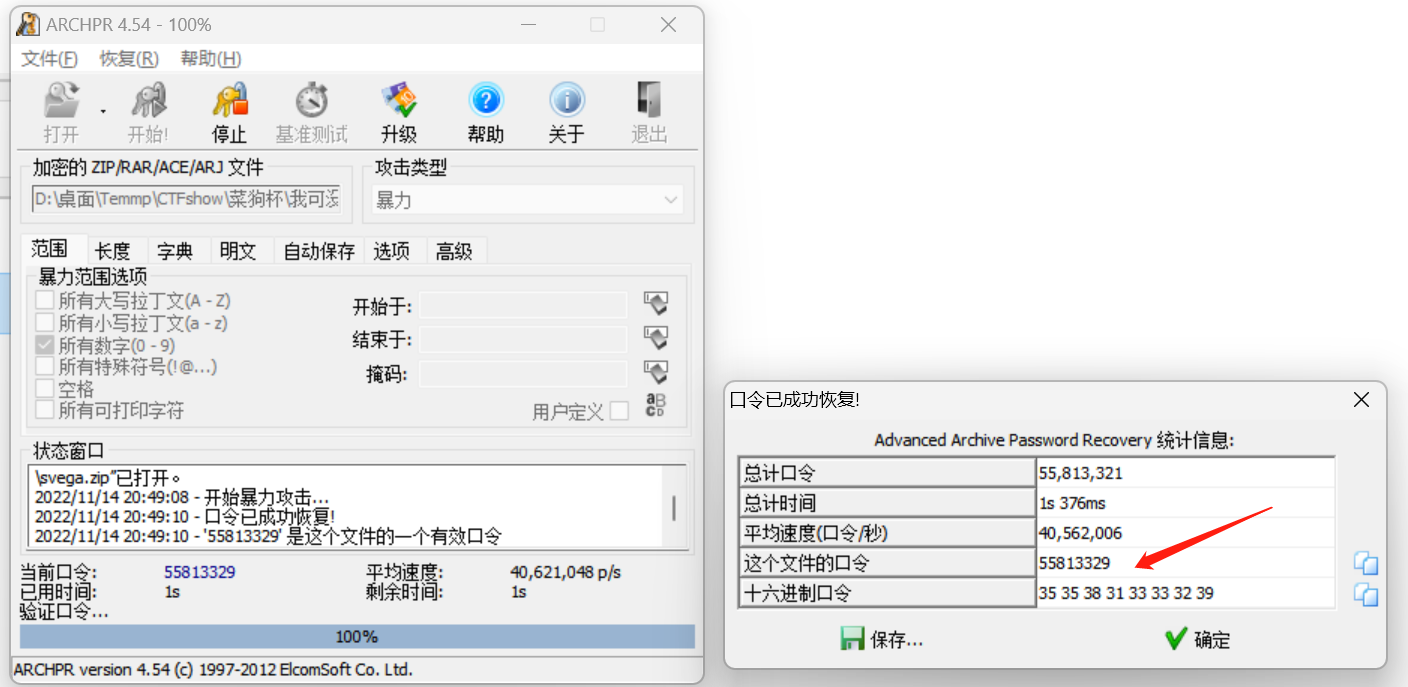 ARCHPR 4.54 - 100%
文件(F) 恢复(R) 帮助(H)
打开 开始! 停止 基准测试 升级 帮助 关于 退出
加密的 ZIP/RAR/ACE/ARJ 文件
D:\桌面\Temmp\CTFshow\菜狗杯\我可没
攻击类型
暴力
范围 长度 字典 明文 自动保存 选项 高级
暴力范围选项
所有大写拉丁文(A - Z)
所有小写拉丁文(a - z)
所有数字(0 - 9)
所有特殊符号(!@...)
空格
所有可打印字符
开始于:
结束于:
掩码:
用户定义
状态窗口
\svega.zip"已打开。
2022/11/14 20:49:08 - 开始暴力攻击...
2022/11/14 20:49:10 - 口令已成功恢复!
2022/11/14 20:49:10 - '55813329' 是这个文件的一个有效口令
当前口令: 55813329 平均速度: 40,621,048 p/s
已用时间: 1s 剩余时间: 1s
验证口令...
100%
ARCHPR version 4.54 (c) 1997-2012 ElcomSoft Co. Ltd.
口令已成功恢复!
Advanced Archive Password Recovery 统计信息:
总计口令 55,813,321
总计时间 1s 376ms
平均速度(口令/秒) 40,562,006
这个文件的口令 55813329
十六进制口令 35 35 38 31 33 33 32 39
保存... 确定